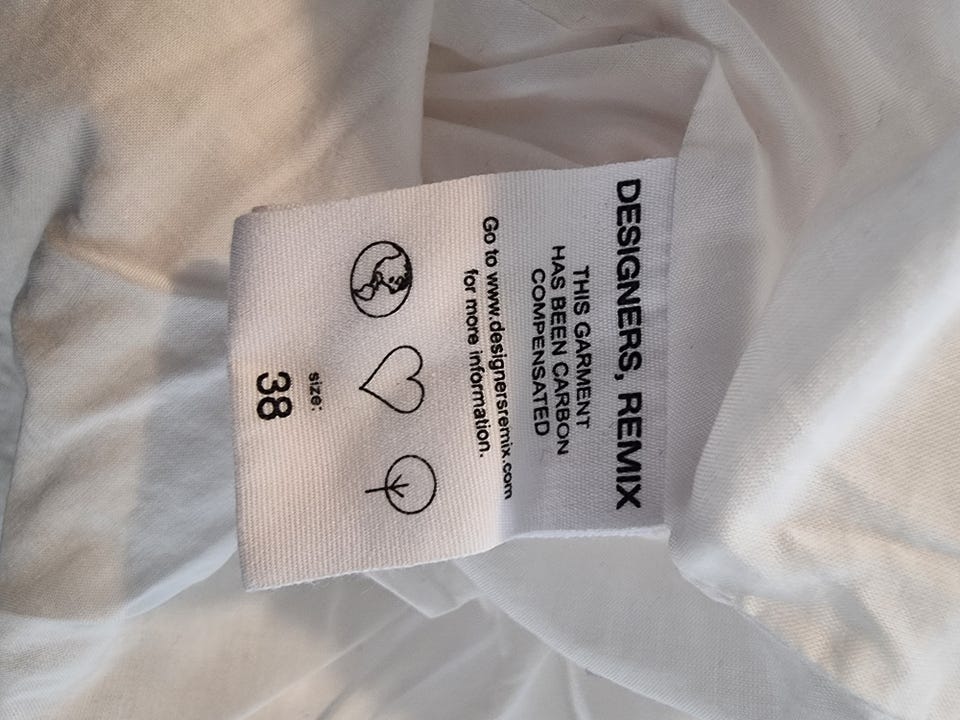 DESIGNERS, REMIX
THIS GARMENT
HAS BEEN CARBON
COMPENSATED
Go to www.designersremix.com
for more information.
size:
38